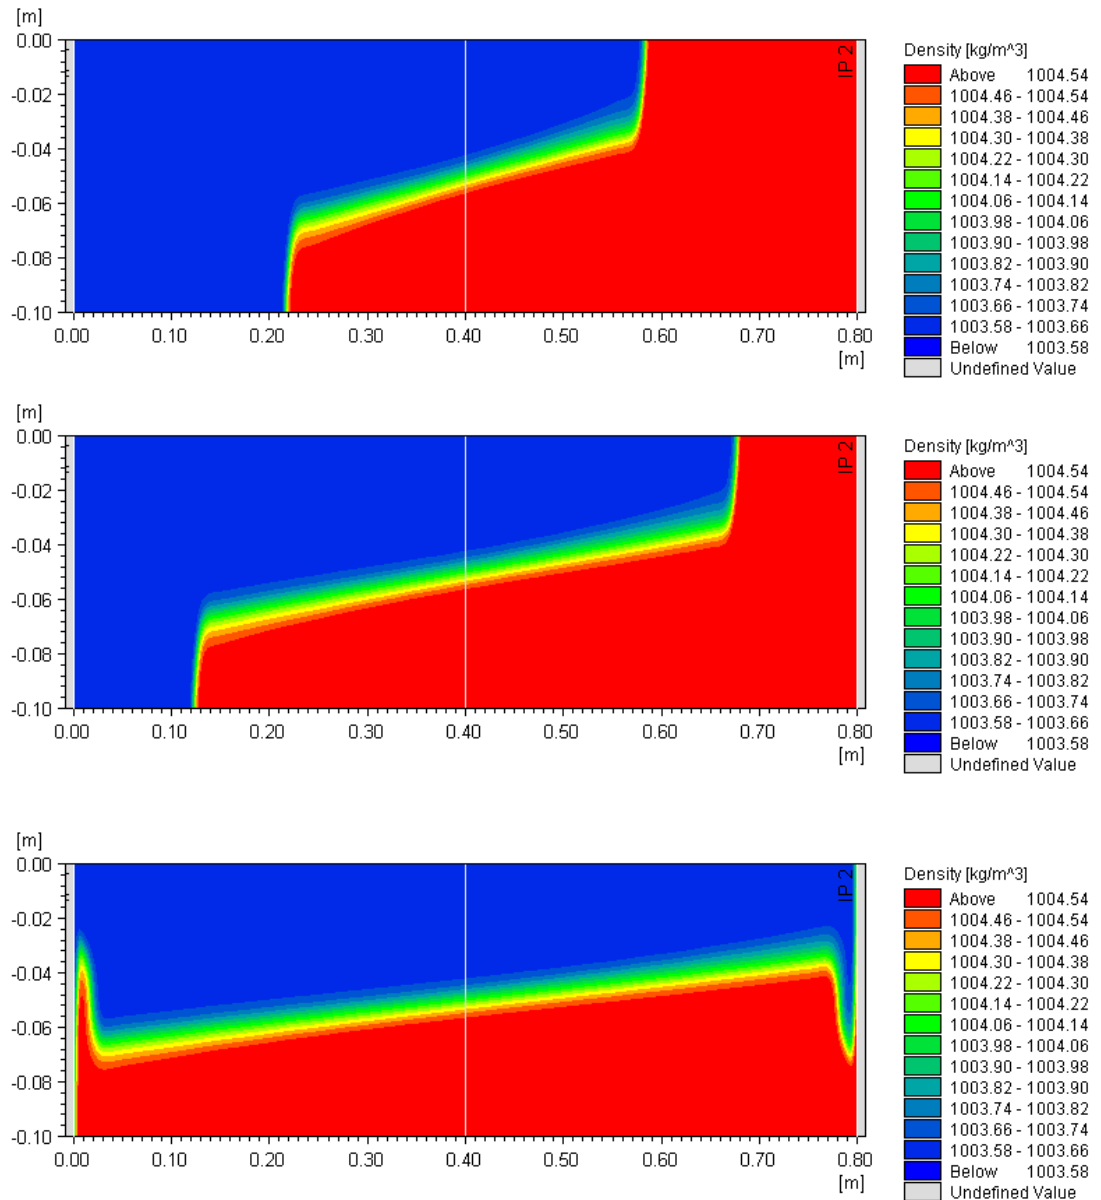 [m]
0.00
-0.02
-0.04
-0.06
-0.08
-0.10
0.00 0.10 0.20 0.30 0.40 0.50 0.60 0.70 0.80
[m]
IP 2
Density [kg/m^3]
Above 1004.54
1004.46 - 1004.54
1004.38 - 1004.46
1004.30 - 1004.38
1004.22 - 1004.30
1004.14 - 1004.22
1004.06 - 1004.14
1003.98 - 1004.06
1003.90 - 1003.98
1003.82 - 1003.90
1003.74 - 1003.82
1003.66 - 1003.74
1003.58 - 1003.66
Below 1003.58
Undefined Value
[m]
0.00
-0.02
-0.04
-0.06
-0.08
-0.10
0.00 0.10 0.20 0.30 0.40 0.50 0.60 0.70 0.80
[m]
IP 2
Density [kg/m^3]
Above 1004.54
1004.46 - 1004.54
1004.38 - 1004.46
1004.30 - 1004.38
1004.22 - 1004.30
1004.14 - 1004.22
1004.06 - 1004.14
1003.98 - 1004.06
1003.90 - 1003.98
1003.82 - 1003.90
1003.74 - 1003.82
1003.66 - 1003.74
1003.58 - 1003.66
Below 1003.58
Undefined Value
[m]
0.00
-0.02
-0.04
-0.06
-0.08
-0.10
0.00 0.10 0.20 0.30 0.40 0.50 0.60 0.70 0.80
[m]
IP 2
Density [kg/m^3]
Above 1004.54
1004.46 - 1004.54
1004.38 - 1004.46
1004.30 - 1004.38
1004.22 - 1004.30
1004.14 - 1004.22
1004.06 - 1004.14
1003.98 - 1004.06
1003.90 - 1003.98
1003.82 - 1003.90
1003.74 - 1003.82
1003.66 - 1003.74
1003.58 - 1003.66
Below 1003.58
Undefined Value